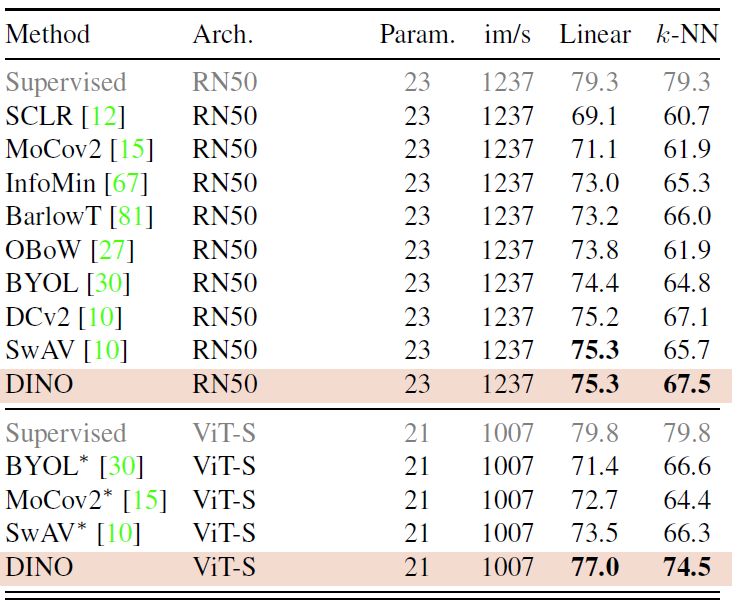 Method Arch. Param. im/s Linear k-NN
Supervised RN50 23 1237 79.3 79.3
SCLR [12] RN50 23 1237 69.1 60.7
MoCov2 [15] RN50 23 1237 71.1 61.9
InfoMin [67] RN50 23 1237 73.0 65.3
BarlowT [81] RN50 23 1237 73.2 66.0
OBoW [27] RN50 23 1237 73.8 61.9
BYOL [30] RN50 23 1237 74.4 64.8
DCv2 [10] RN50 23 1237 75.2 67.1
SwAV [10] RN50 23 1237 75.3 65.7
DINO RN50 23 1237 75.3 67.5
Supervised ViT-S 21 1007 79.8 79.8
BYOL* [30] ViT-S 21 1007 71.4 66.6
MoCov2* [15] ViT-S 21 1007 72.7 64.4
SwAV* [10] ViT-S 21 1007 73.5 66.3
DINO ViT-S 21 1007 77.0 74.5